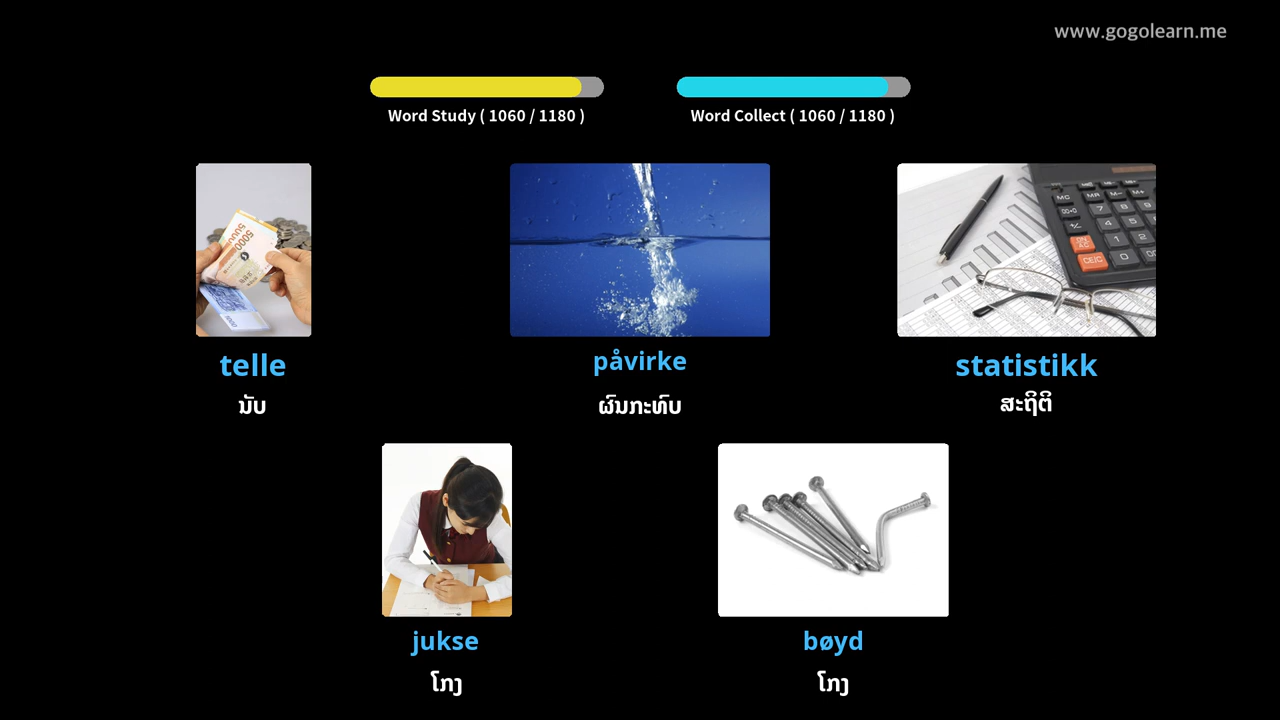 www.gogolearn.me
Word Study ( 1060 / 1180 )
Word Collect ( 1060 / 1180 )
telle
ນັບ
påvirke
ຜົນກະທົບ
statistikk
ສະຖິຕິ
jukse
ໂກງ
bøyd
ໂກງ